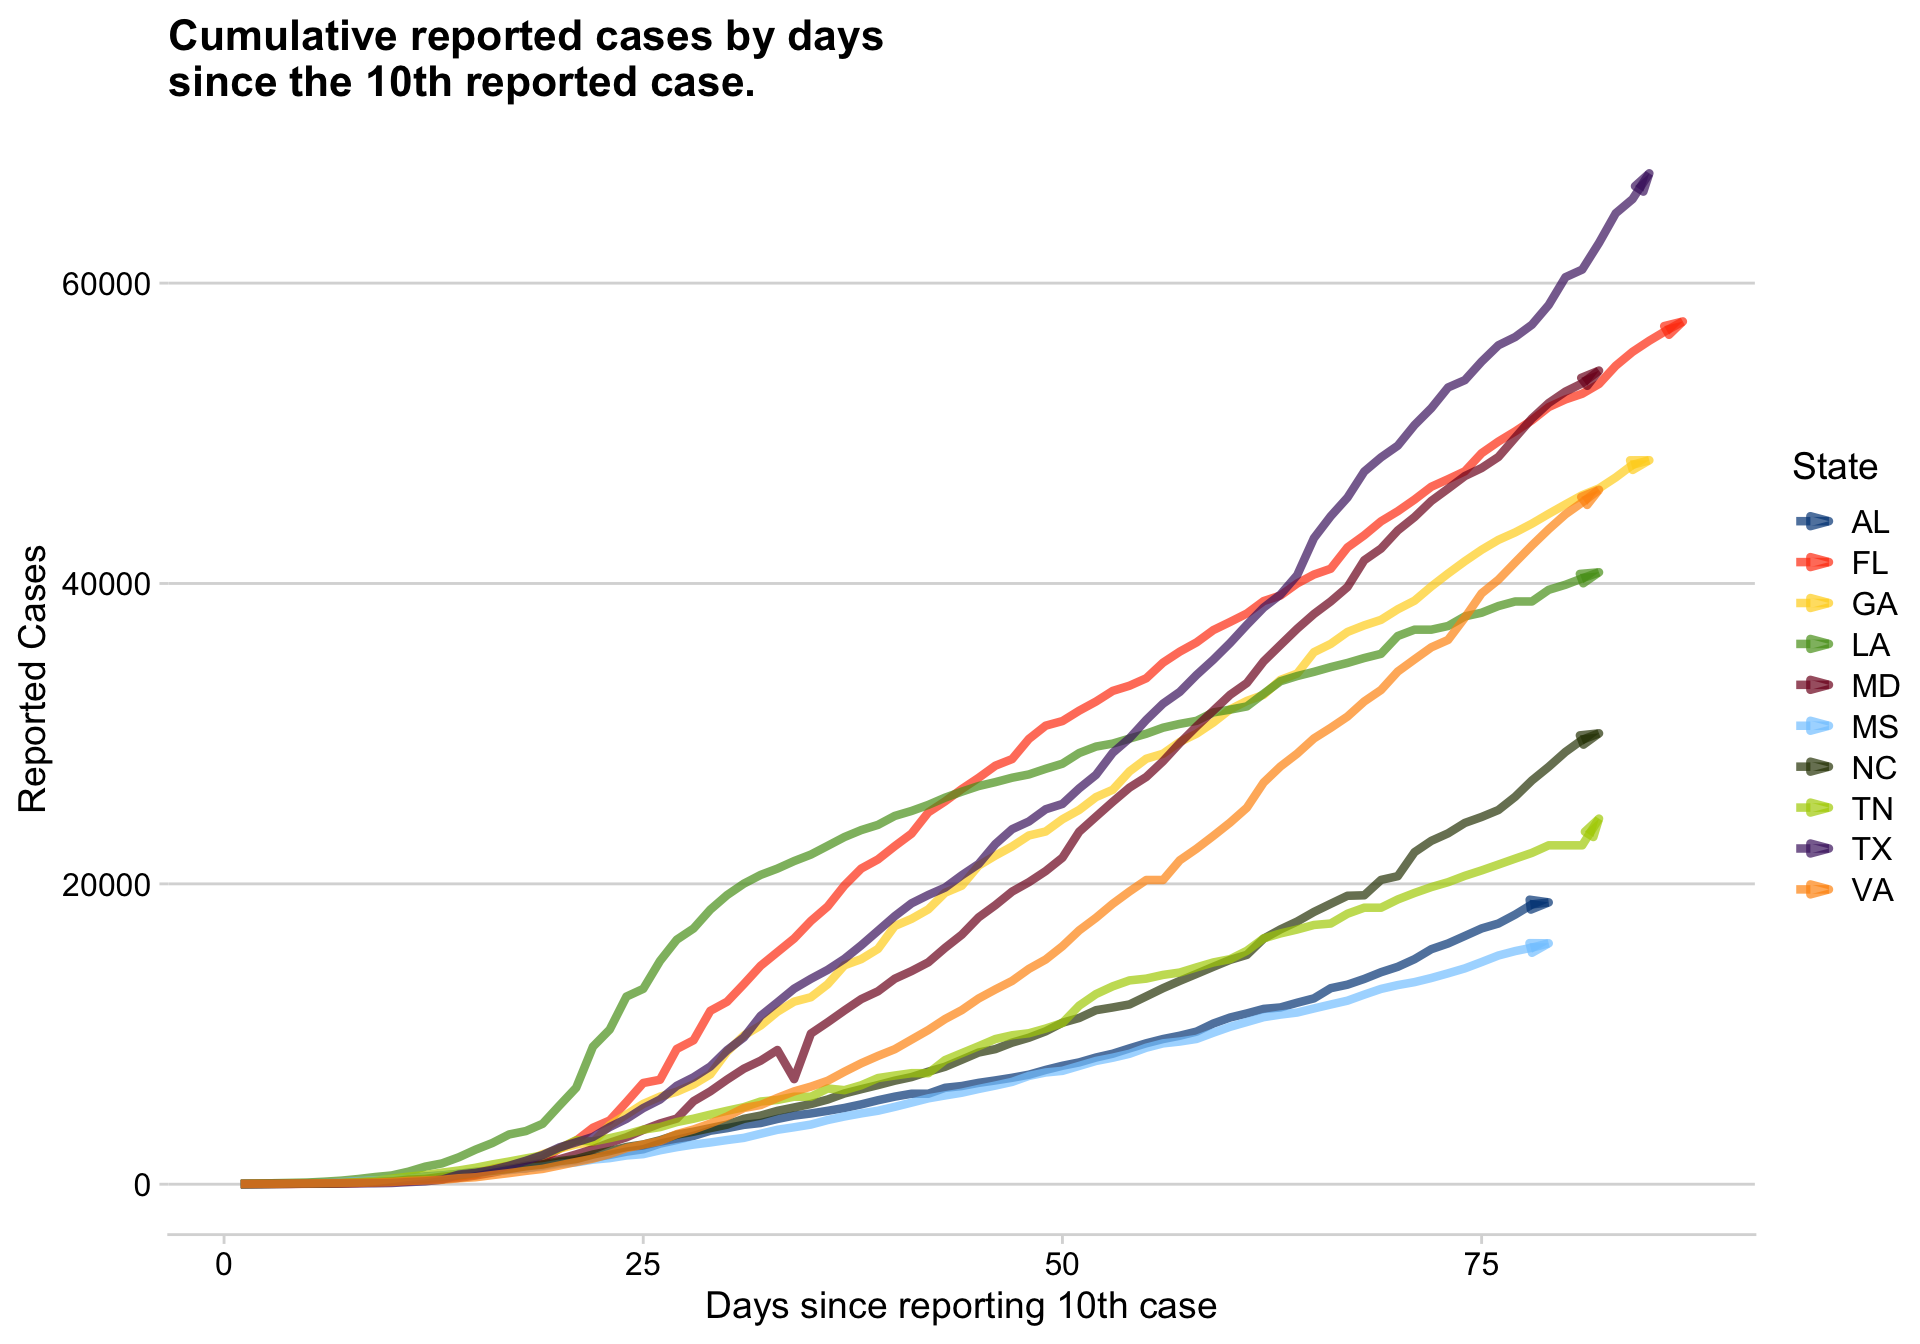 Cumulative reported cases by days
since the 10th reported case.
60000
40000
20000
0
Reported Cases
0 25 50 75
Days since reporting 10th case
State
AL
FL
GA
LA
MD
MS
NC
TN
TX
VA